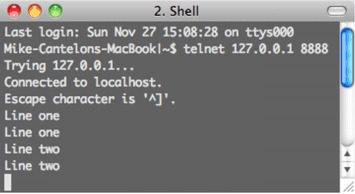 2. Shell
Last login: Sun Nov 27 15:08:28 on ttys000
Mike-Cantelons-MacBook|~$ telnet 127.0.0.1 8888
Trying 127.0.0.1...
Connected to localhost.
Escape character is '^]'.
Line one
Line one
Line two
Line two